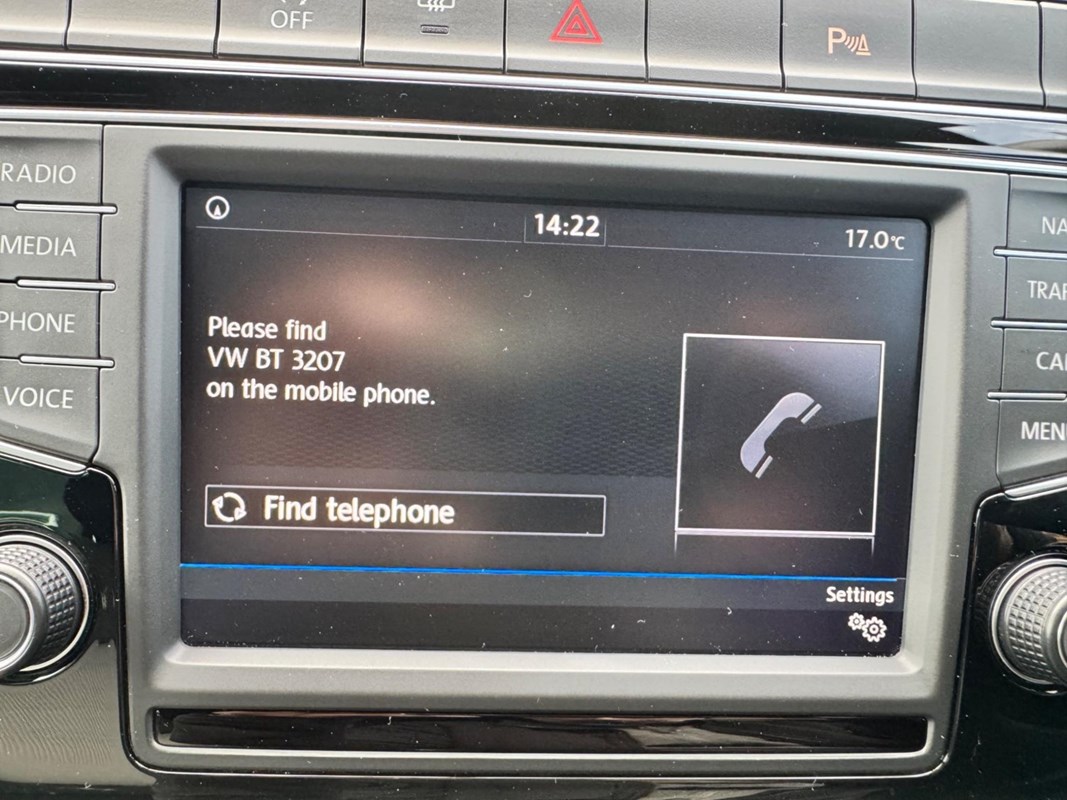 OFF
P
RADIO
MEDIA
PHONE
VOICE
14:22
17.0°C
Please find
VW BT 3207
on the mobile phone.
Find telephone
Settings